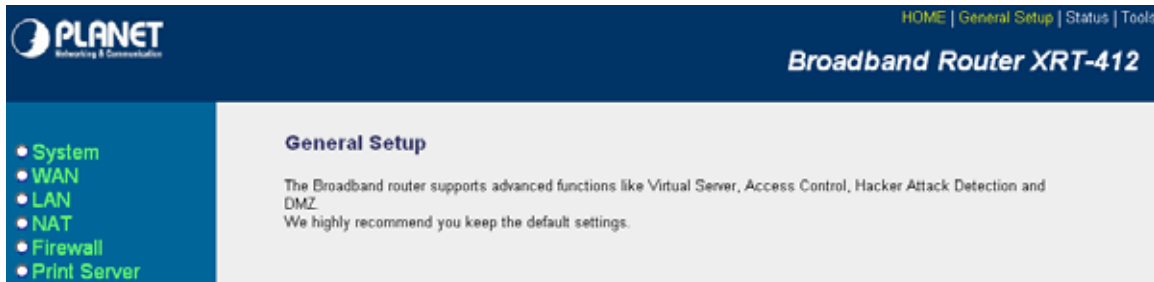 PLANET
Networking & Communication
HOME | General Setup | Status | Tools
Broadband Router XRT-412
System
WAN
LAN
NAT
Firewall
Print Server
General Setup
The Broadband router supports advanced functions like Virtual Server, Access Control, Hacker Attack Detection and
DMZ.
We highly recommend you keep the default settings.